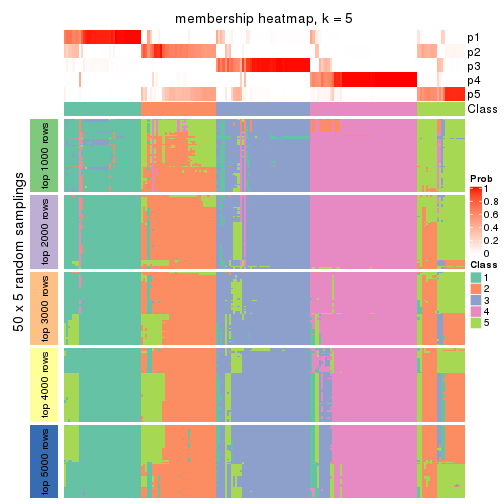 membership heatmap, k = 5
p1
p2
p3
p4
p5
Class
50 x 5 random samplings
top 1000 rows
top 2000 rows
top 3000 rows
top 4000 rows
top 5000 rows
Prob
1
0.8
0.6
0.4
0.2
0
Class
1
2
3
4
5